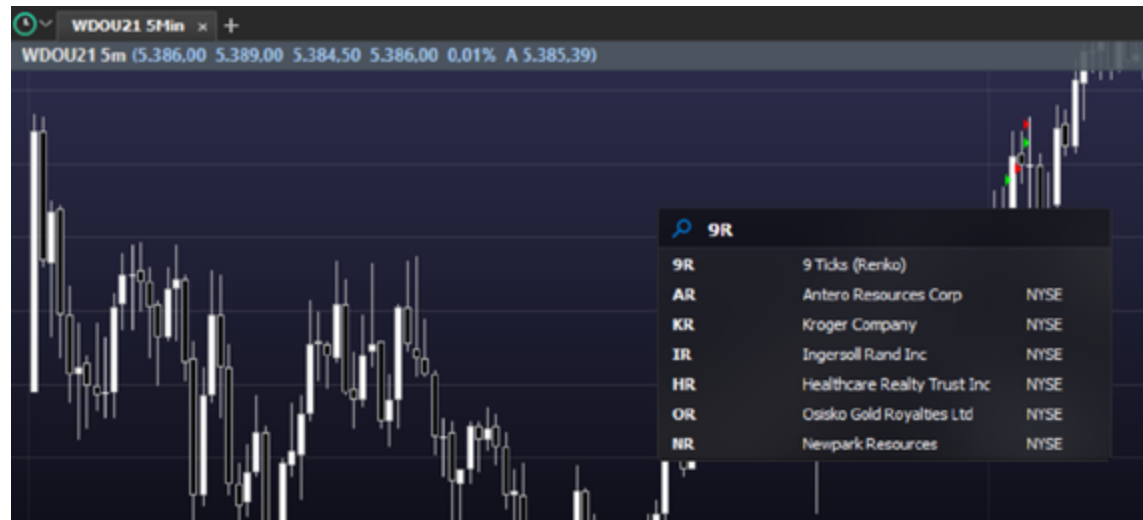 WDOU21 5Min × +
WDOU21 5m (5.386,00 5.389,00 5.384,50 5.386,00 0,01% A 5.385,39)
9R
9R 9 Ticks (Renko)
AR Antero Resources Corp NYSE
KR Kroger Company NYSE
IR Ingersoll Rand Inc NYSE
HR Healthcare Realty Trust Inc NYSE
OR Osisko Gold Royalties Ltd NYSE
NR Newpark Resources NYSE